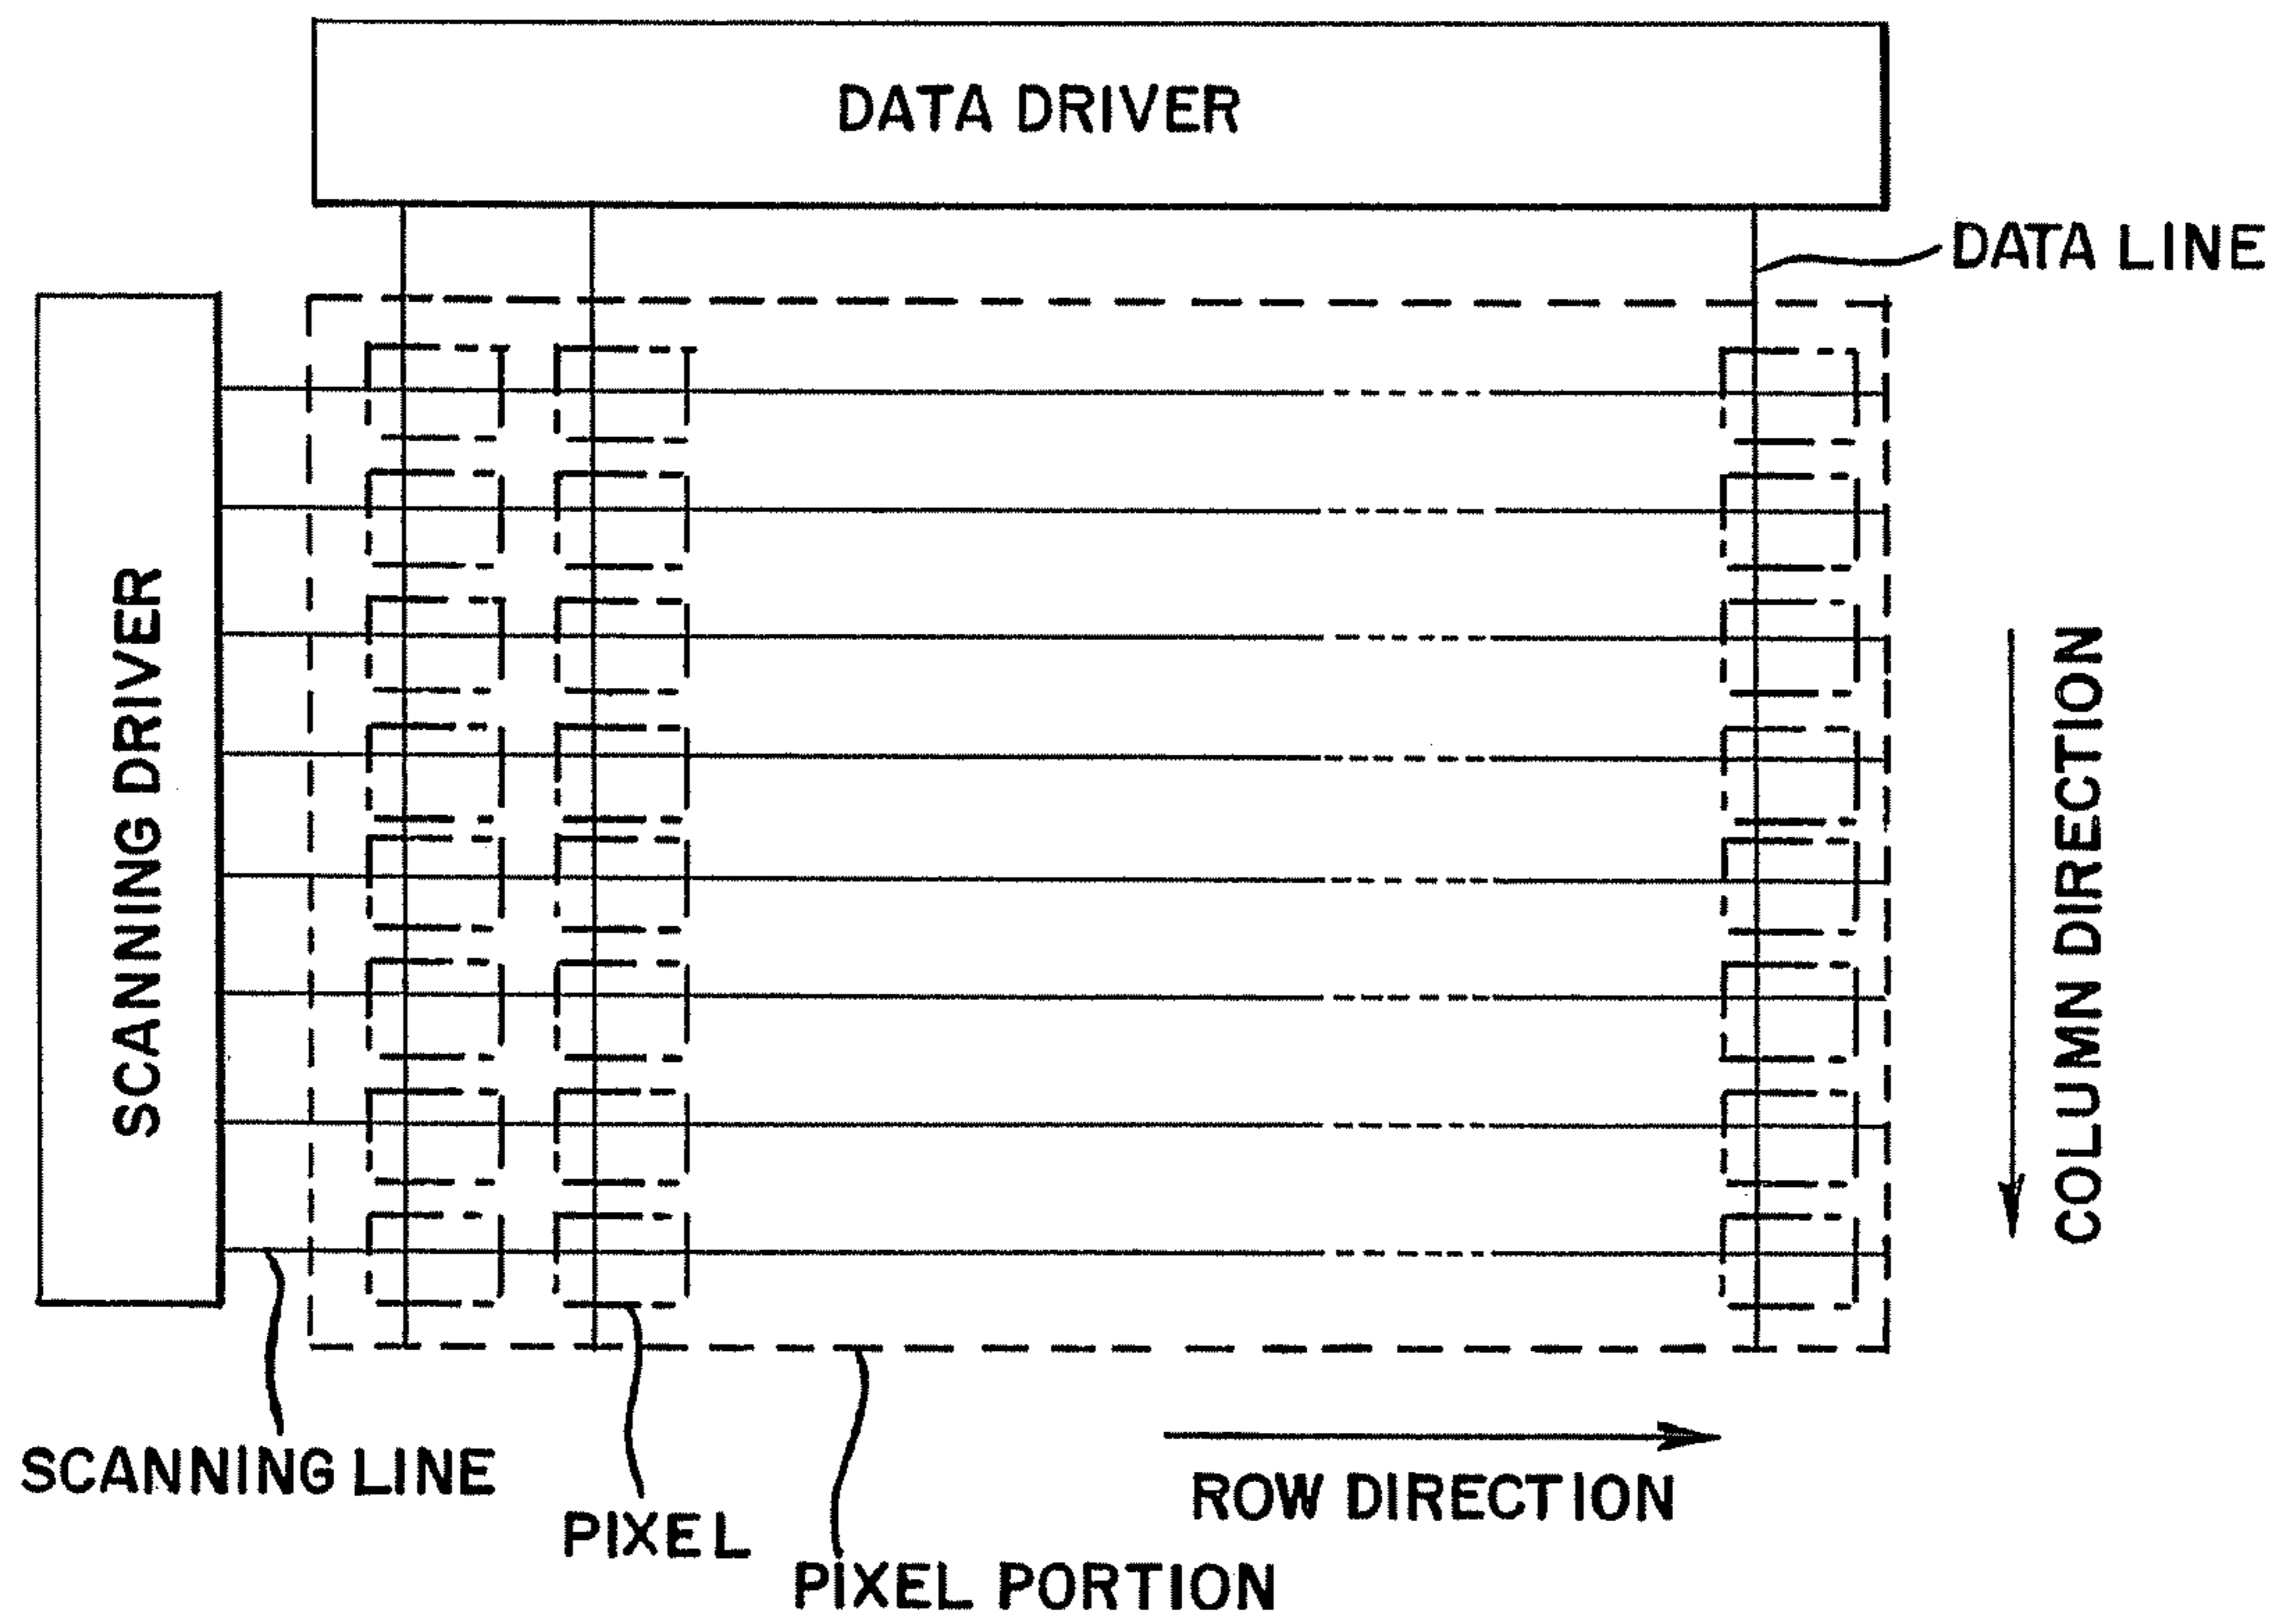 DATA DRIVER
DATA LINE
SCANNING DRIVER
COLUMN DIRECTION
SCANNING LINE
PIXEL
PIXEL PORTION
ROW DIRECTION